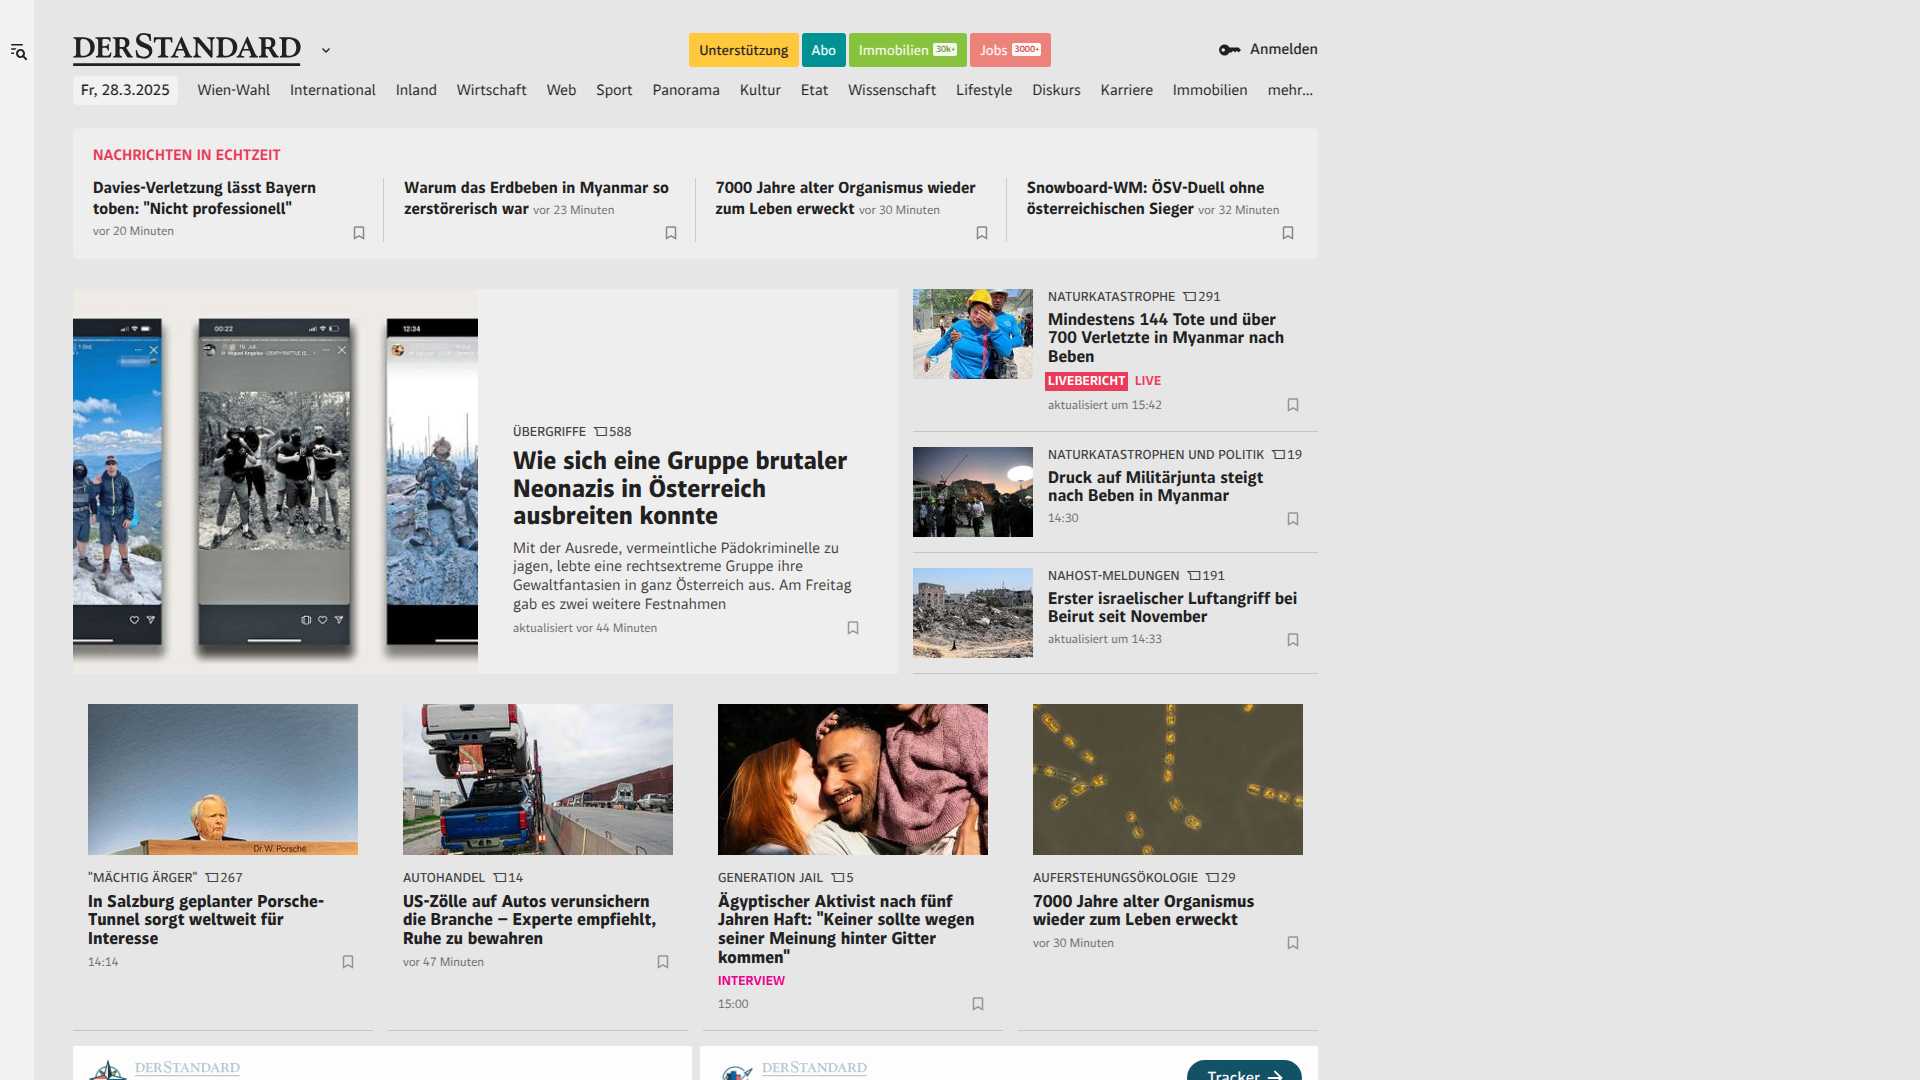 DERSTANDARD
Unterstützung
Abo
Immobilien 30k+
Jobs 3000+
Anmelden
Fr, 28.3.2025
Wien-Wahl International Inland Wirtschaft Web Sport Panorama Kultur Etat Wissenschaft Lifestyle Diskurs Karriere Immobilien mehr...
NACHRICHTEN IN ECHTZEIT
Davies-Verletzung lässt Bayern
toben: "Nicht professionell"
vor 20 Minuten
Warum das Erdbeben in Myanmar so
zerstörerisch war vor 23 Minuten
7000 Jahre alter Organismus wieder
zum Leben erweckt vor 30 Minuten
Snowboard-WM: ÖSV-Duell ohne
österreichischen Sieger vor 32 Minuten
00:22
12:34
ÜBERGRIFFE 588
Wie sich eine Gruppe brutaler
Neonazis in Österreich
ausbreiten konnte
Mit der Ausrede, vermeintliche Pädokriminelle zu
jagen, lebte eine rechtsextreme Gruppe ihre
Gewaltfantasien in ganz Österreich aus. Am Freitag
gab es zwei weitere Festnahmen
aktualisiert vor 44 Minuten
NATURKATASTROPHE 291
Mindestens 144 Tote und über
700 Verletzte in Myanmar nach
Beben
LIVEBERICHT LIVE
aktualisiert um 15:42
NATURKATASTROPHEN UND POLITIK 19
Druck auf Militärjunta steigt
nach Beben in Myanmar
14:30
NAHOST-MELDUNGEN 191
Erster israelischer Luftangriff bei
Beirut seit November
aktualisiert um 14:33
Dr. W. Porsche
"MÄCHTIG ÄRGER" 267
In Salzburg geplanter Porsche-
Tunnel sorgt weltweit für
Interesse
14:14
AUTOHANDEL 14
US-Zölle auf Autos verunsichern
die Branche – Experte empfiehlt,
Ruhe zu bewahren
vor 47 Minuten
GENERATION JAIL 5
Ägyptischer Aktivist nach fünf
Jahren Haft: "Keiner sollte wegen
seiner Meinung hinter Gitter
kommen"
INTERVIEW
15:00
AUFERSTEHUNGSÖKOLOGIE 29
7000 Jahre alter Organismus
wieder zum Leben erweckt
vor 30 Minuten
DERSTANDARD
DERSTANDARD
Tracker